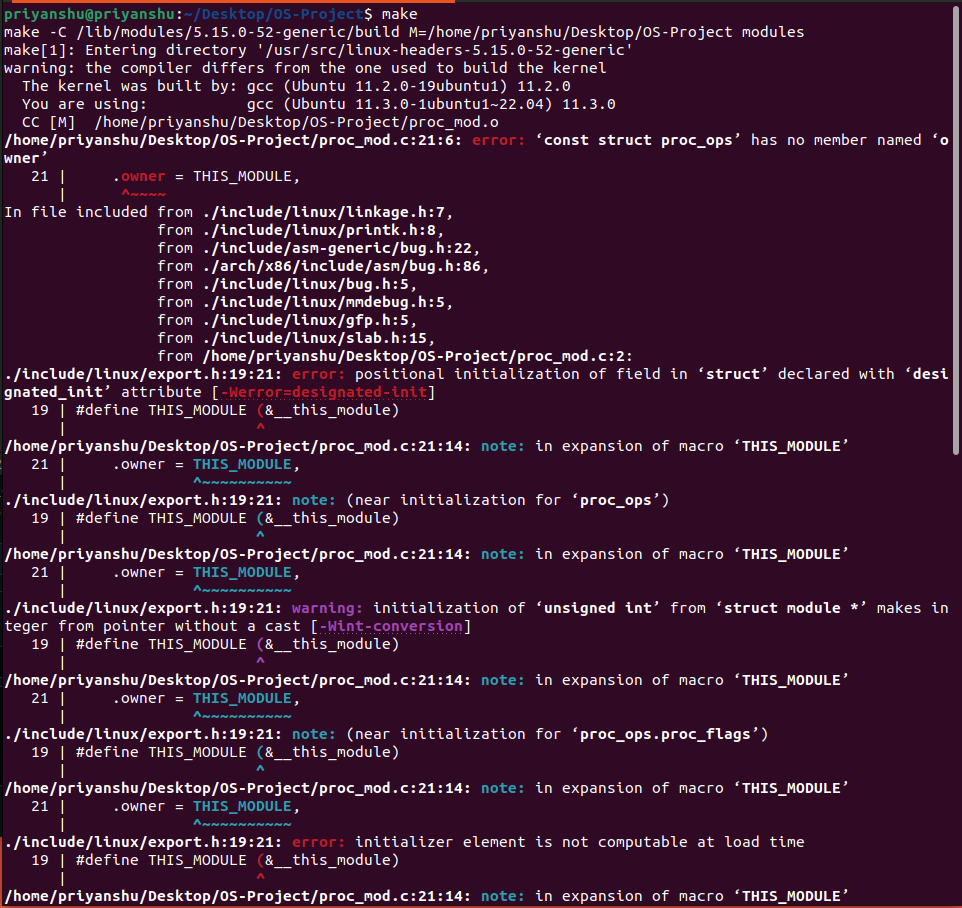 priyanshu@priyanshu:~/Desktop/OS-Project$ make
make -C /lib/modules/5.15.0-52-generic/build M=/home/priyanshu/Desktop/OS-Project modules
make[1]: Entering directory '/usr/src/linux-headers-5.15.0-52-generic'
warning: the compiler differs from the one used to build the kernel
  The kernel was built by: gcc (Ubuntu 11.2.0-19ubuntu1) 11.2.0
  You are using:           gcc (Ubuntu 11.3.0-1ubuntu1~22.04) 11.3.0
  CC [M]  /home/priyanshu/Desktop/OS-Project/proc_mod.o
/home/priyanshu/Desktop/OS-Project/proc_mod.c:21:6: error: ‘const struct proc_ops’ has no member named ‘o
wner’
   21 |     .owner = THIS_MODULE,
      |      ^~~~~
In file included from ./include/linux/linkage.h:7,
                 from ./include/linux/printk.h:8,
                 from ./include/asm-generic/bug.h:22,
                 from ./arch/x86/include/asm/bug.h:86,
                 from ./include/linux/bug.h:5,
                 from ./include/linux/mmdebug.h:5,
                 from ./include/linux/gfp.h:5,
                 from ./include/linux/slab.h:15,
                 from /home/priyanshu/Desktop/OS-Project/proc_mod.c:2:
./include/linux/export.h:19:21: error: positional initialization of field in ‘struct’ declared with ‘desi
gnated_init’ attribute [-Werror=designated-init]
   19 | #define THIS_MODULE (&__this_module)
      |                     ^
/home/priyanshu/Desktop/OS-Project/proc_mod.c:21:14: note: in expansion of macro ‘THIS_MODULE’
   21 |     .owner = THIS_MODULE,
      |              ^~~~~~~~~~~
./include/linux/export.h:19:21: note: (near initialization for ‘proc_ops’)
   19 | #define THIS_MODULE (&__this_module)
      |                     ^
/home/priyanshu/Desktop/OS-Project/proc_mod.c:21:14: note: in expansion of macro ‘THIS_MODULE’
   21 |     .owner = THIS_MODULE,
      |              ^~~~~~~~~~~
./include/linux/export.h:19:21: warning: initialization of ‘unsigned int’ from ‘struct module *’ makes in
teger from pointer without a cast [-Wint-conversion]
   19 | #define THIS_MODULE (&__this_module)
      |                     ^
/home/priyanshu/Desktop/OS-Project/proc_mod.c:21:14: note: in expansion of macro ‘THIS_MODULE’
   21 |     .owner = THIS_MODULE,
      |              ^~~~~~~~~~~
./include/linux/export.h:19:21: note: (near initialization for ‘proc_ops.proc_flags’)
   19 | #define THIS_MODULE (&__this_module)
      |                     ^
/home/priyanshu/Desktop/OS-Project/proc_mod.c:21:14: note: in expansion of macro ‘THIS_MODULE’
   21 |     .owner = THIS_MODULE,
      |              ^~~~~~~~~~~
./include/linux/export.h:19:21: error: initializer element is not computable at load time
   19 | #define THIS_MODULE (&__this_module)
      |                     ^
/home/priyanshu/Desktop/OS-Project/proc_mod.c:21:14: note: in expansion of macro ‘THIS_MODULE’